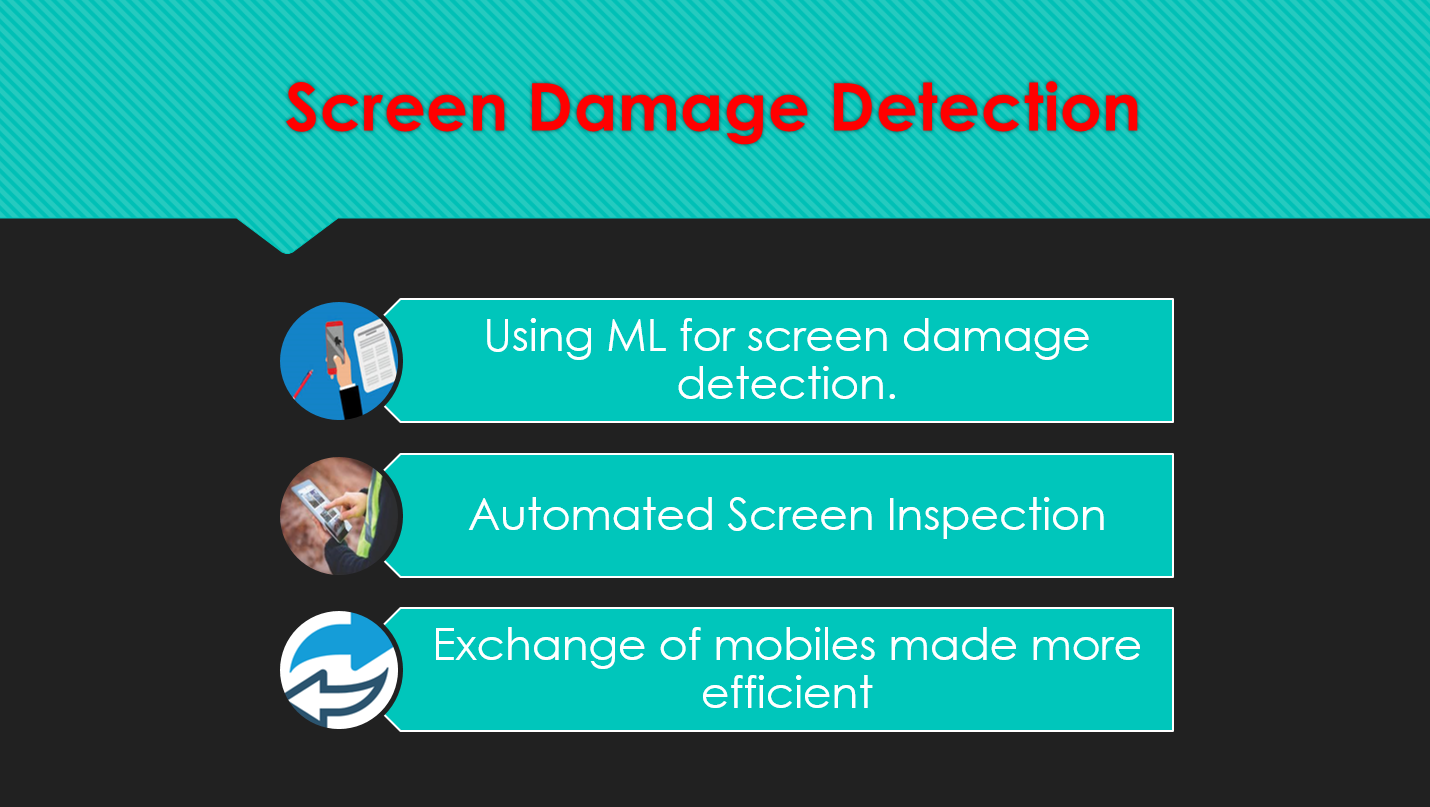 Screen Damage Detection
Using ML for screen damage
detection.
Automated Screen Inspection
Exchange of mobiles made more
efficient